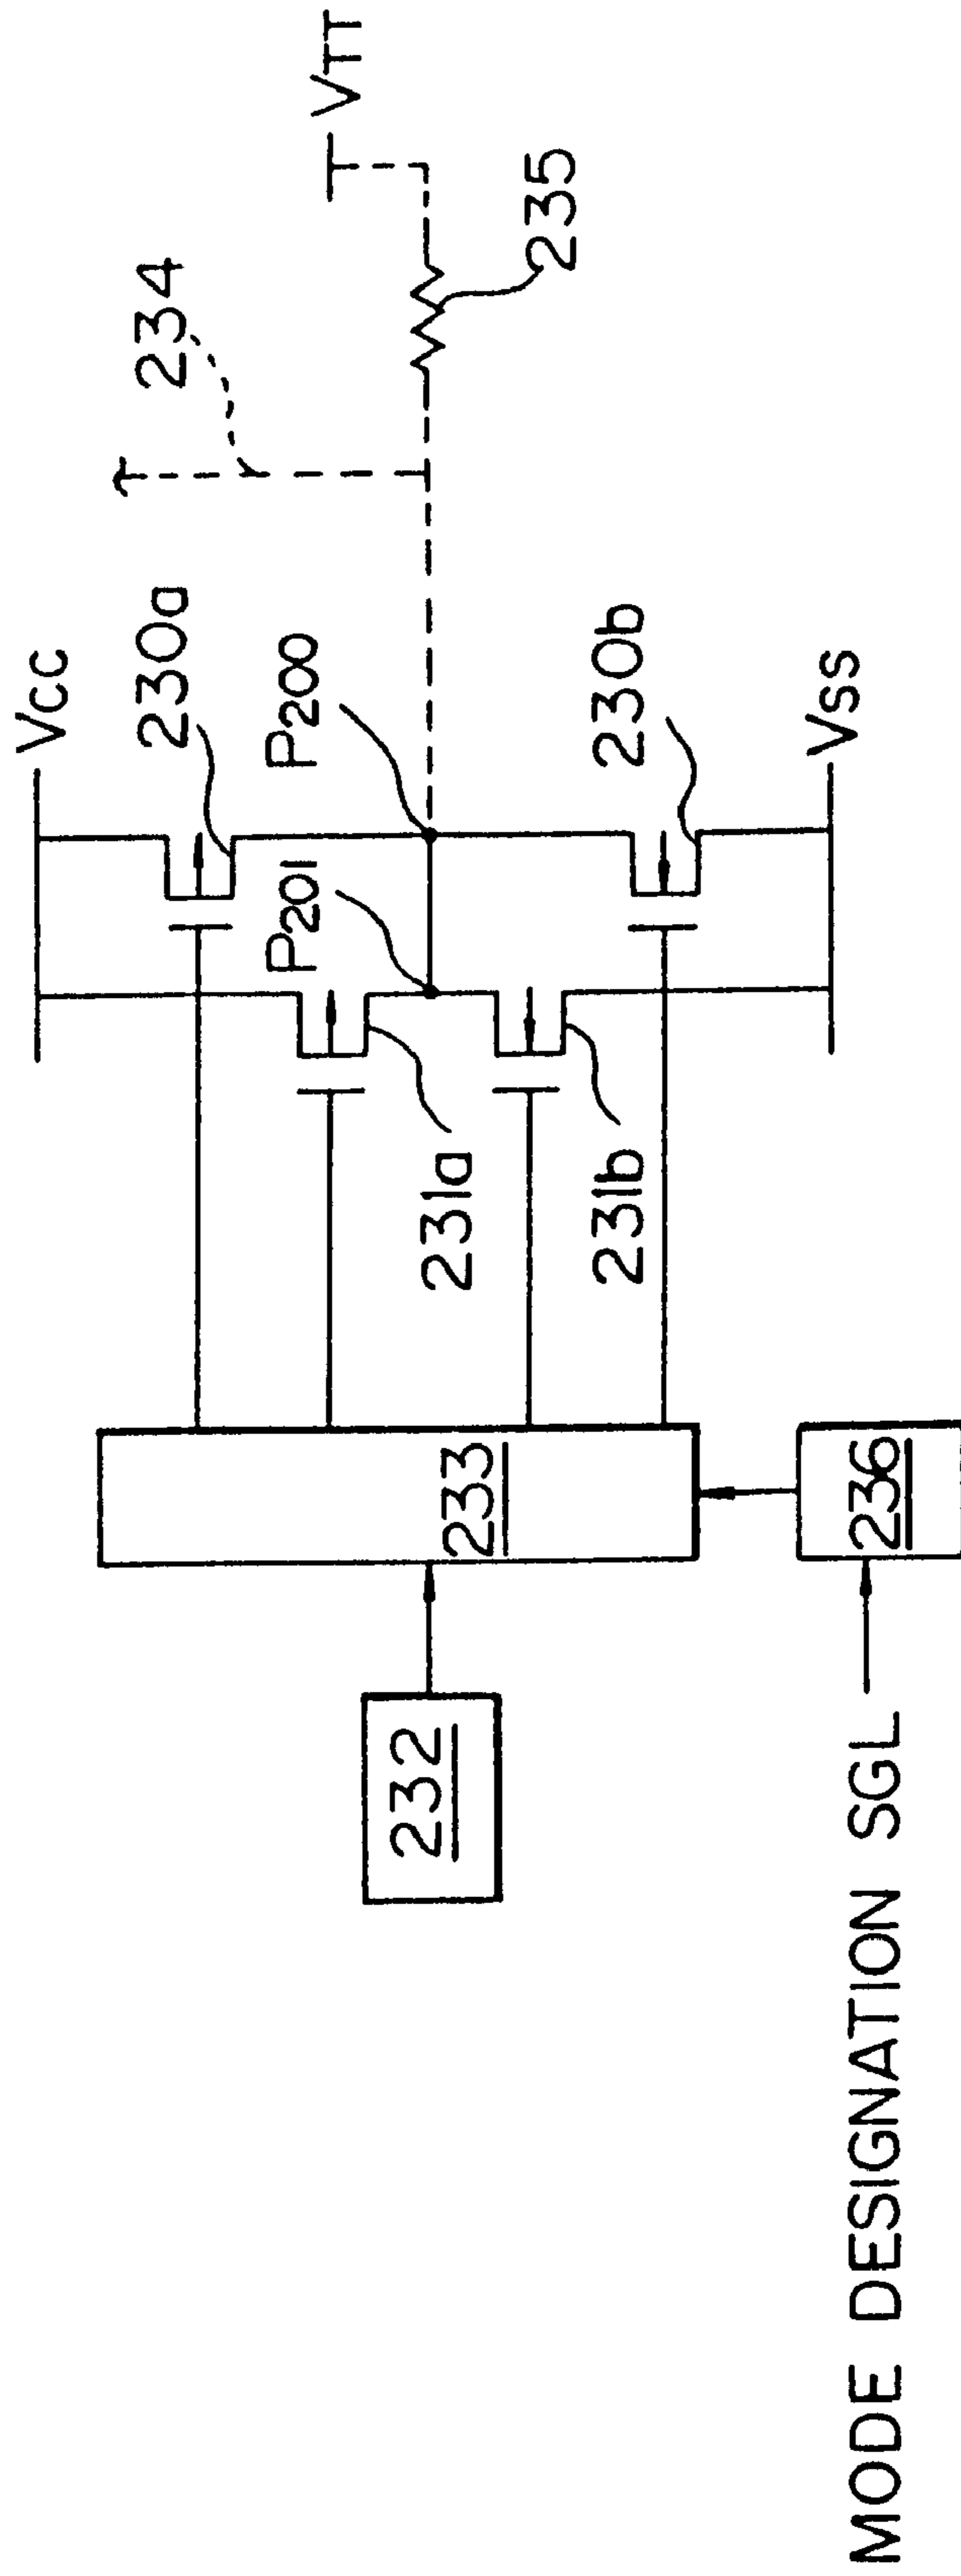 VCC
230a
234
VTT
P201
P200
235
231a
231b
230b
VSS
232
233
236
MODE DESIGNATION SGL